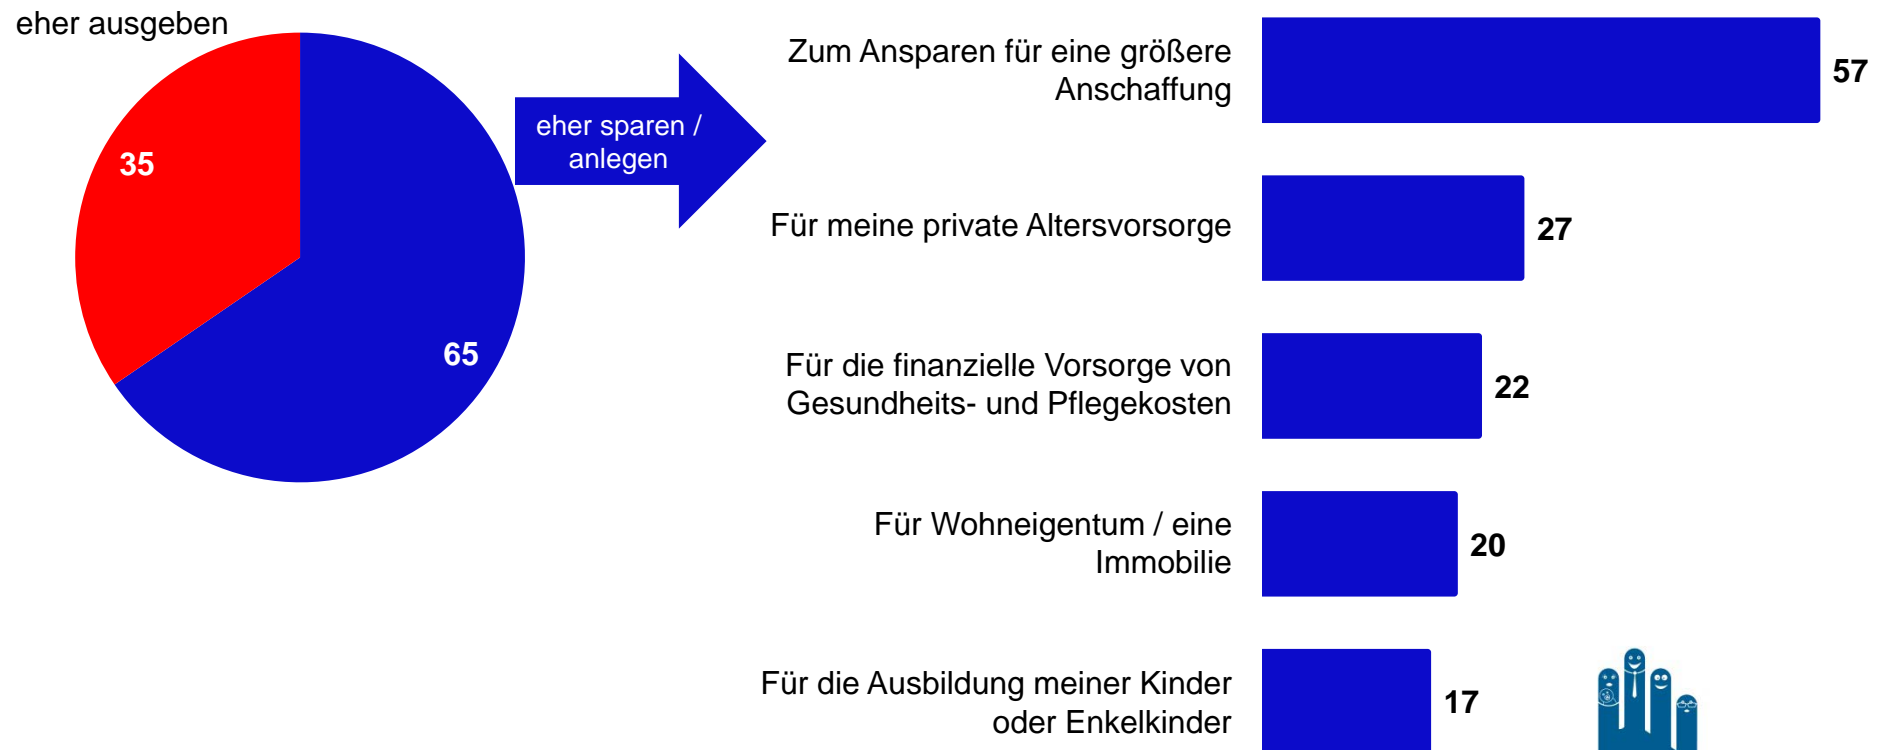 eher ausgeben
35
65
eher sparen /
anlegen
Zum Ansparen für eine größere
Anschaffung
57
Für meine private Altersvorsorge
27
Für die finanzielle Vorsorge von
Gesundheits- und Pflegekosten
22
Für Wohneigentum / eine
Immobilie
20
Für die Ausbildung meiner Kinder
oder Enkelkinder
17